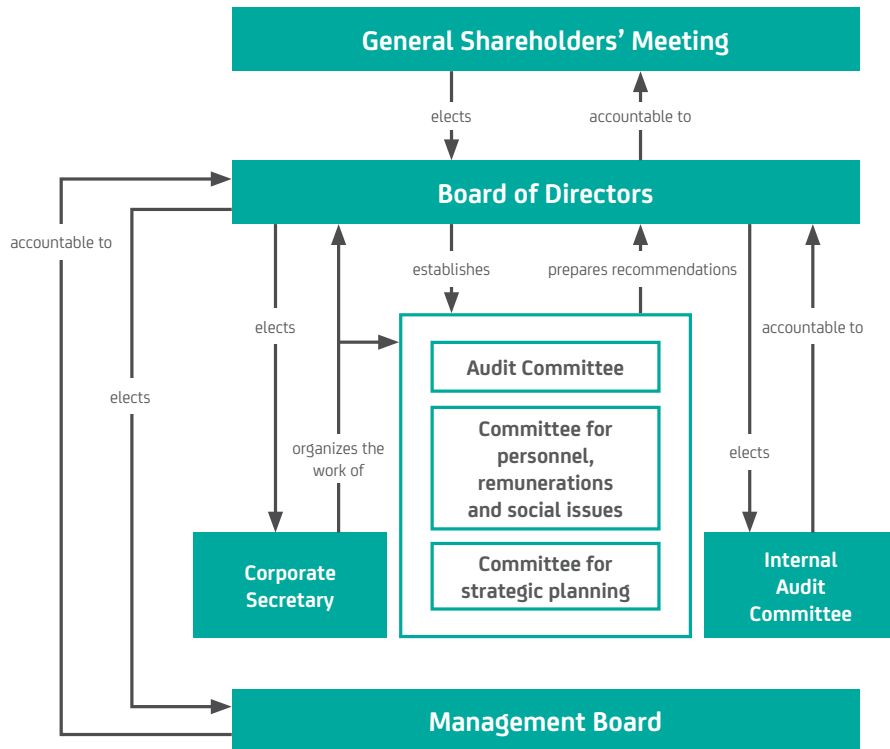 General Shareholders’ Meeting
elects
accountable to
Board of Directors
accountable to
establishes
prepares recommendations
elects
accountable to
Audit Committee
elects
Committee for
personnel,
remunerations
and social issues
organizes the
work of
elects
Corporate
Secretary
Committee for
strategic planning
Internal
Audit
Committee
Management Board